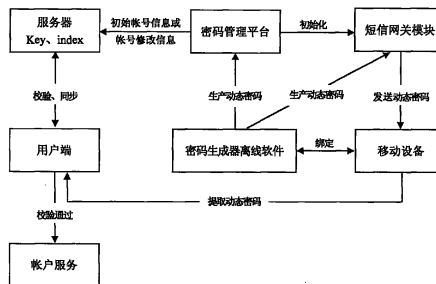 服务器
Key、index
初始帐号信息或
帐号修改信息
密码管理平台
初始化
短信网关模块
校验、同步
生产动态密码
生产动态密码
发送动态密码
用户端
密码生成器离线软件
绑定
移动设备
提取动态密码
校验通过
帐户服务